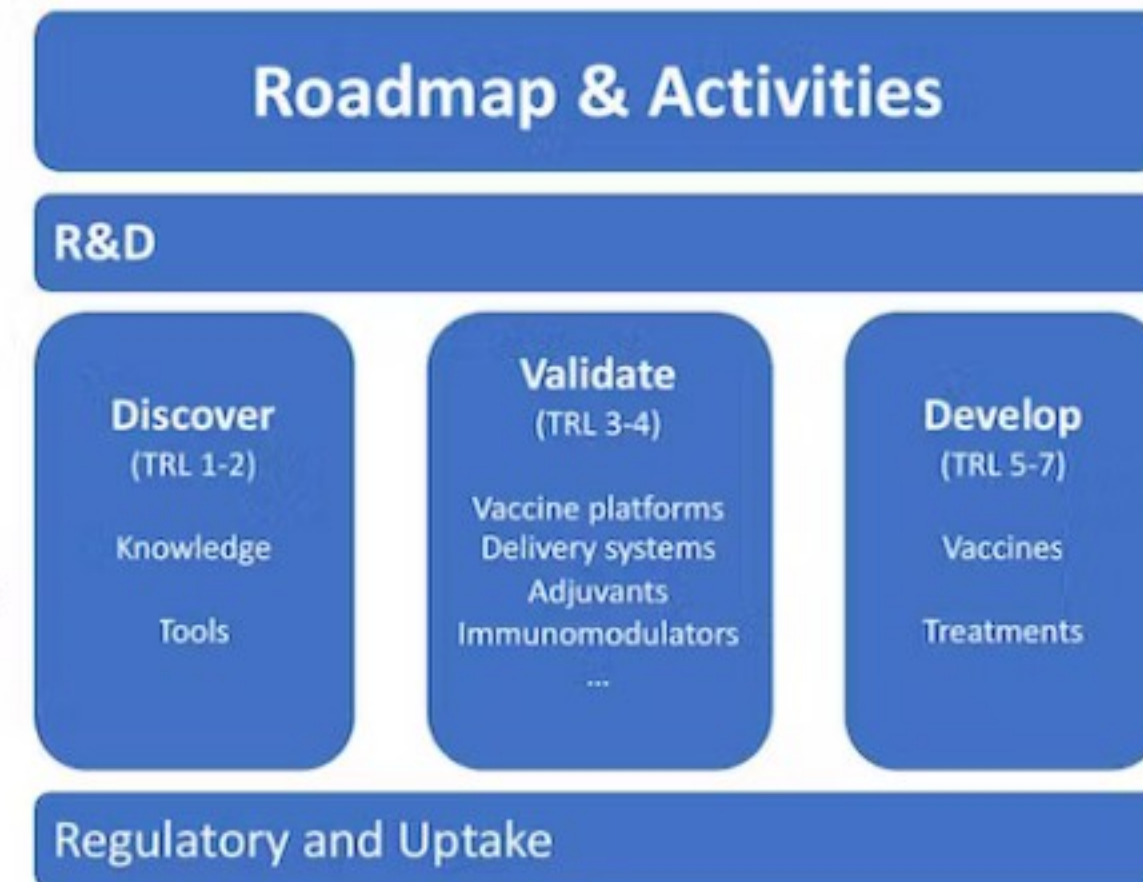 Roadmap & Activities
R&D
Discover
(TRL 1-2)
Knowledge
Tools
Validate
(TRL 3-4)
Vaccine platforms
Delivery systems
Adjuvants
Immunomodulators
...
Develop
(TRL 5-7)
Vaccines
Treatments
Regulatory and Uptake